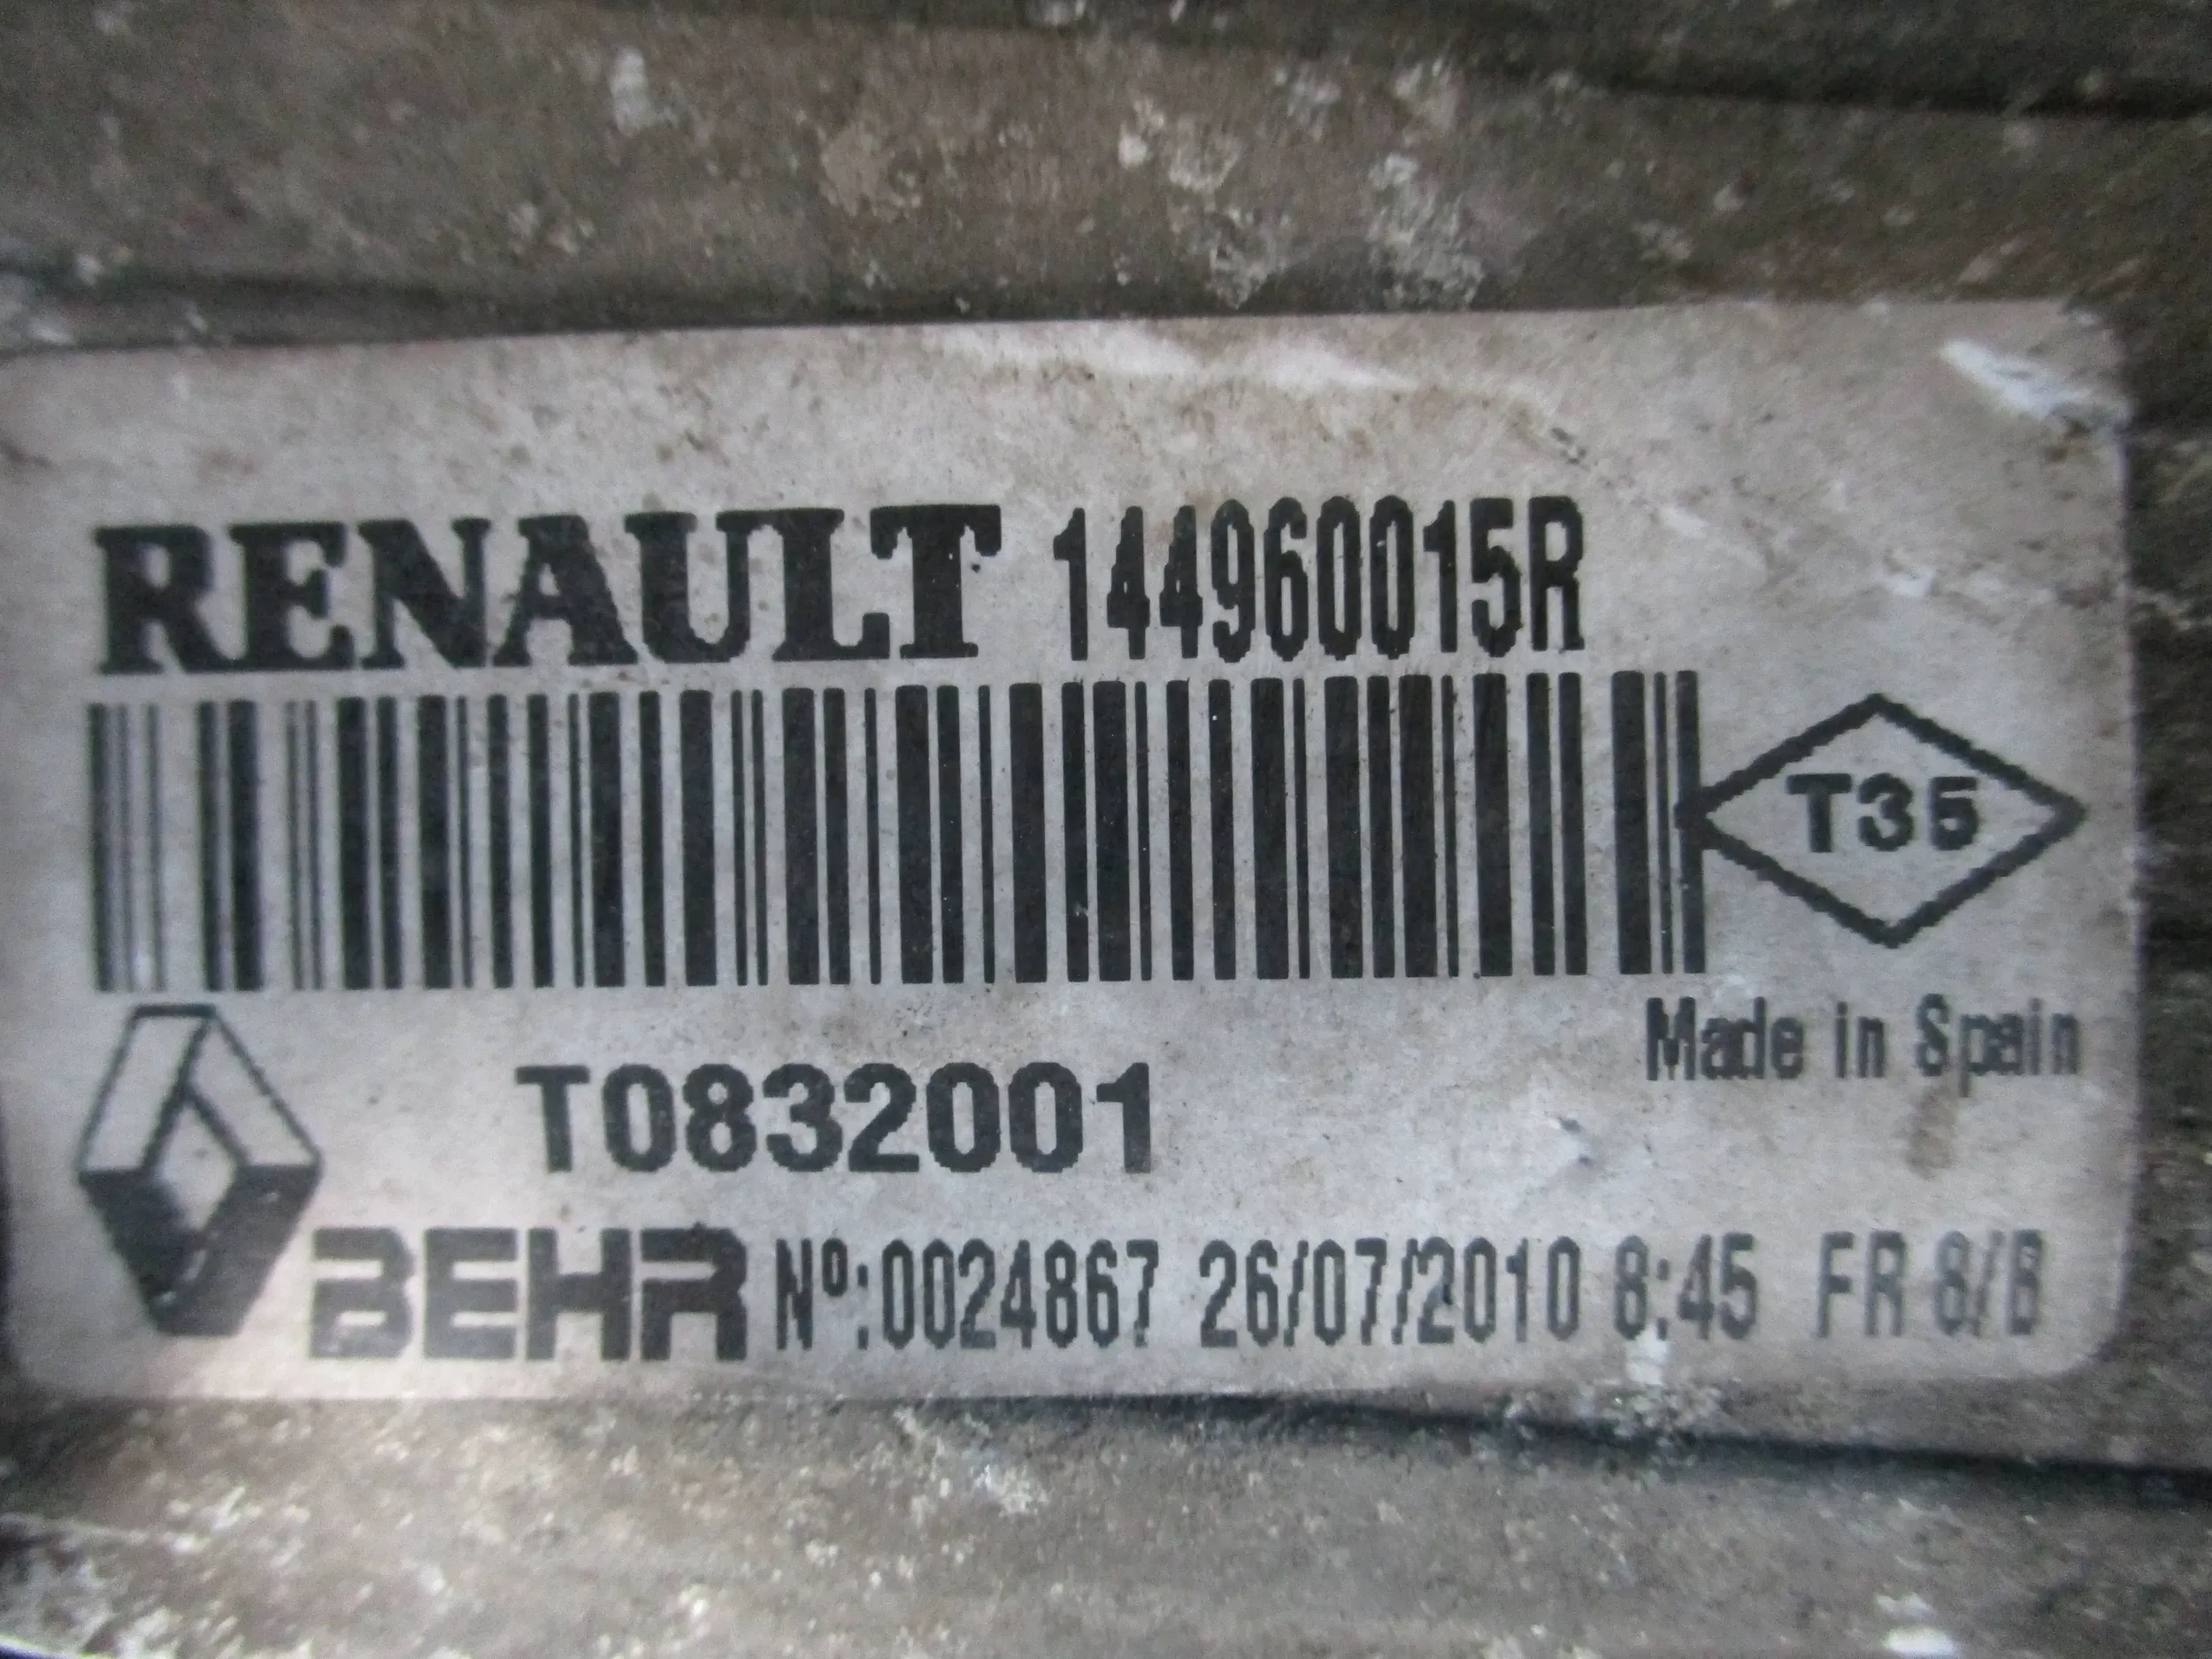 RENAULT 144960015R
T35
Made in Spain
T0832001
BEHR Nº:0024867 26/07/2010 8:45 FR 8/B